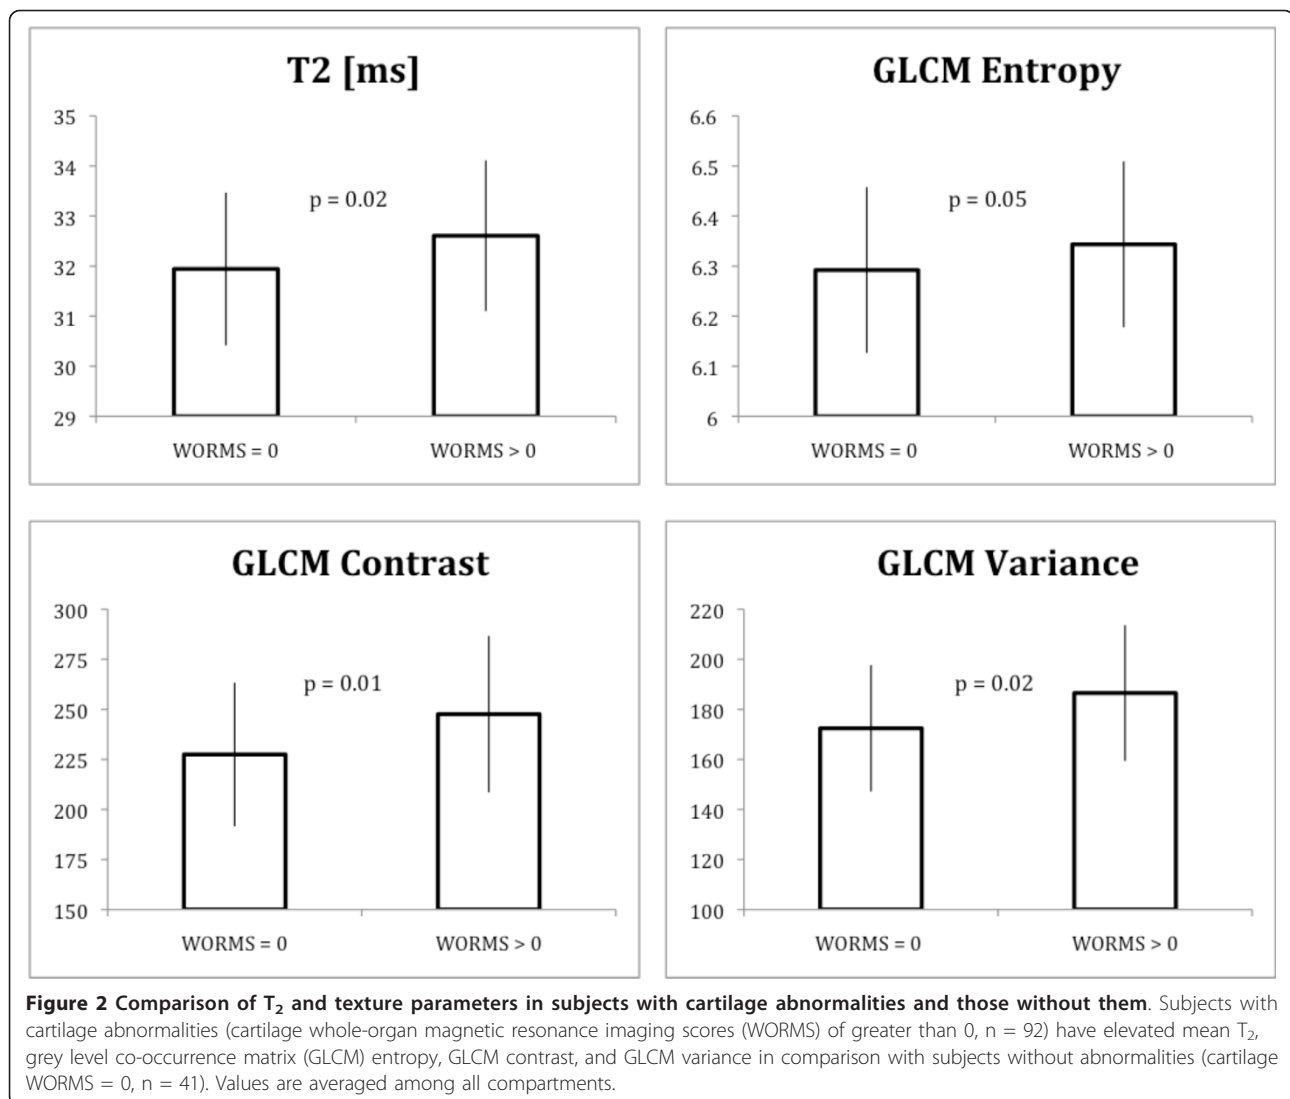 T2 [ms]
35
34
33
32
31
30
29
p = 0.02
WORMS = 0
WORMS > 0
GLCM Entropy
6.6
6.5
6.4
6.3
6.2
6.1
6
p = 0.05
WORMS = 0
WORMS > 0
GLCM Contrast
300
275
250
225
200
175
150
p = 0.01
WORMS = 0
WORMS > 0
GLCM Variance
220
200
180
160
140
120
100
p = 0.02
WORMS = 0
WORMS > 0
Figure 2 Comparison of T₂ and texture parameters in subjects with cartilage abnormalities and those without them. Subjects with
cartilage abnormalities (cartilage whole-organ magnetic resonance imaging scores (WORMS) of greater than 0, n = 92) have elevated mean T₂,
grey level co-occurrence matrix (GLCM) entropy, GLCM contrast, and GLCM variance in comparison with subjects without abnormalities (cartilage
WORMS = 0, n = 41). Values are averaged among all compartments.